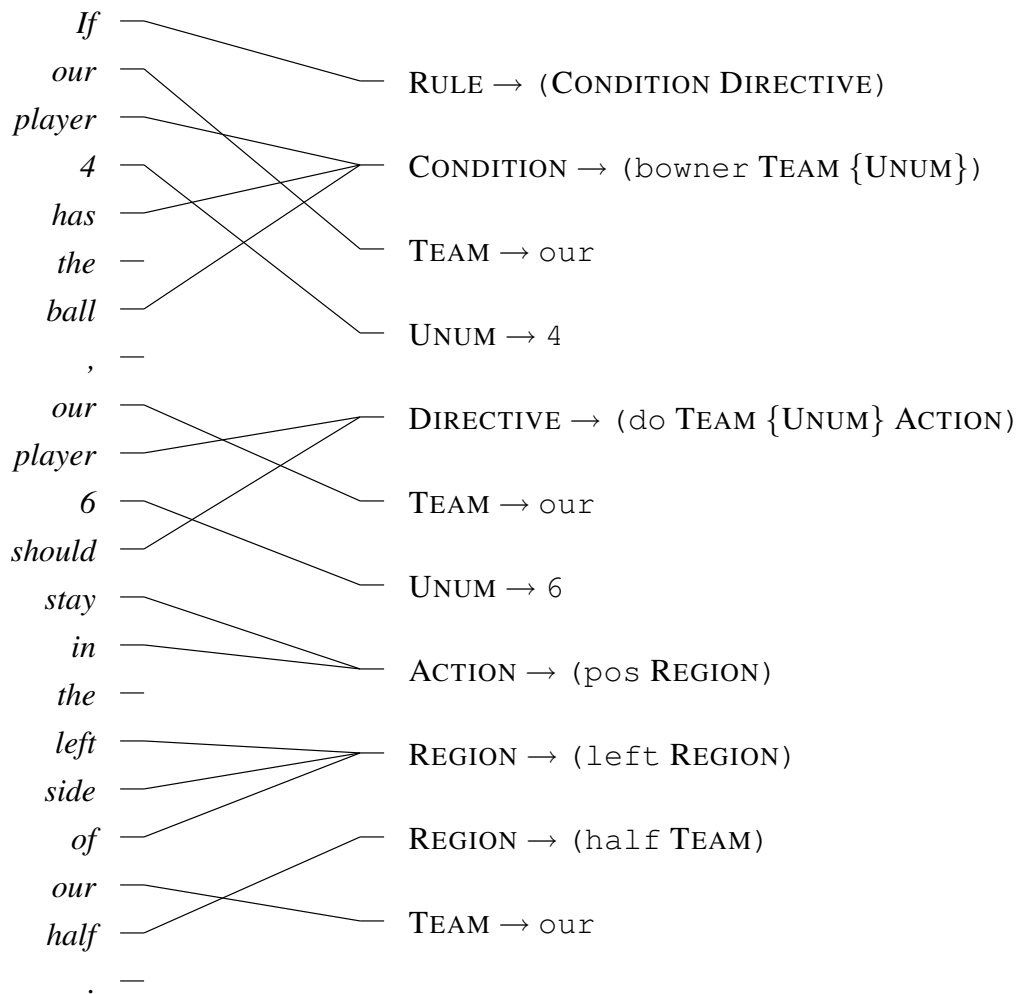 If
our
player
4
has
the
ball
,
our
player
6
should
stay
in
the
left
side
of
our
half
.
RULE → (CONDITION DIRECTIVE)
CONDITION → (bowner TEAM {UNUM})
TEAM → our
UNUM → 4
DIRECTIVE → (do TEAM {UNUM} ACTION)
TEAM → our
UNUM → 6
ACTION → (pos REGION)
REGION → (left REGION)
REGION → (half TEAM)
TEAM → our